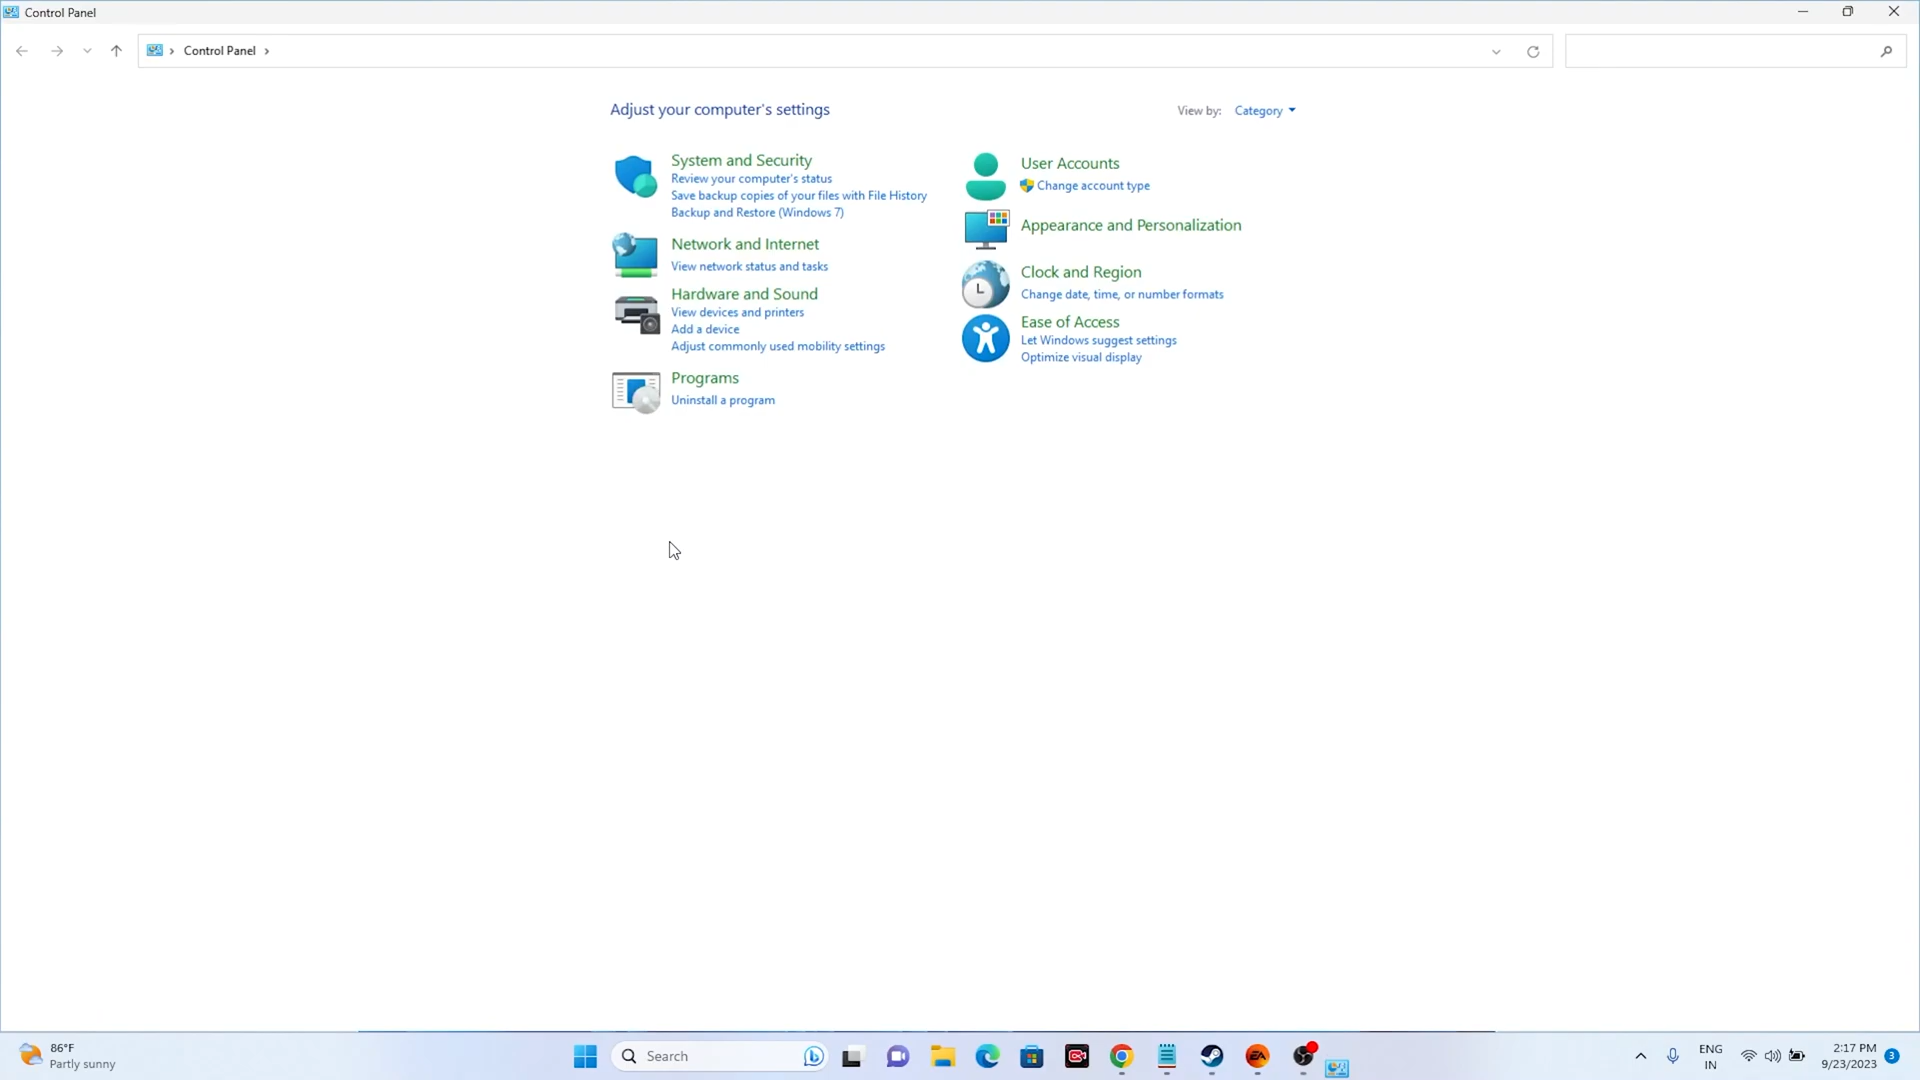 Control Panel
Control Panel
Adjust your computer's settings
View by: Category
System and Security
Review your computer's status
Save backup copies of your files with File History
Backup and Restore (Windows 7)
Network and Internet
View network status and tasks
Hardware and Sound
View devices and printers
Add a device
Adjust commonly used mobility settings
Programs
Uninstall a program
User Accounts
Change account type
Appearance and Personalization
Clock and Region
Change date, time, or number formats
Ease of Access
Let Windows suggest settings
Optimize visual display
86°F
Partly sunny
Search
EA
ENG
IN
2:17 PM
9/23/2023
3